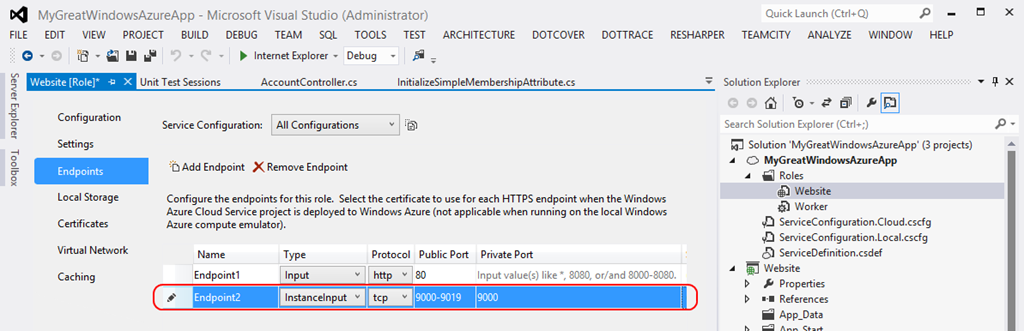 MyGreatWindowsAzureApp - Microsoft Visual Studio (Administrator)
Quick Launch (Ctrl+Q)
FILE EDIT VIEW PROJECT BUILD DEBUG TEAM SQL TOOLS TEST ARCHITECTURE DOTCOVER DOTTRACE RESHARPER TEAMCITY ANALYZE WINDOW HELP
Internet Explorer Debug
Server Explorer
Toolbox
Website [Role]* Unit Test Sessions AccountController.cs InitializeSimpleMembershipAttribute.cs
Configuration
Settings
Endpoints
Local Storage
Certificates
Virtual Network
Caching
Service Configuration: All Configurations
Add Endpoint Remove Endpoint
Configure the endpoints for this role. Select the certificate to use for each HTTPS endpoint when the Windows
Azure Cloud Service project is deployed to Windows Azure (not applicable when running on the local Windows
Azure compute emulator).
Name Type Protocol Public Port Private Port
Endpoint1 Input http 80 Input value(s) like *, 8080, or/and 8000-8080.
Endpoint2 InstanceInput tcp 9000-9019 9000
Solution Explorer
Search Solution Explorer (Ctrl+;)
Solution 'MyGreatWindowsAzureApp' (3 projects)
MyGreatWindowsAzureApp
Roles
Website
Worker
ServiceConfiguration.Cloud.cscfg
ServiceConfiguration.Local.cscfg
ServiceDefinition.csdef
Website
Properties
References
App_Data
App_Start